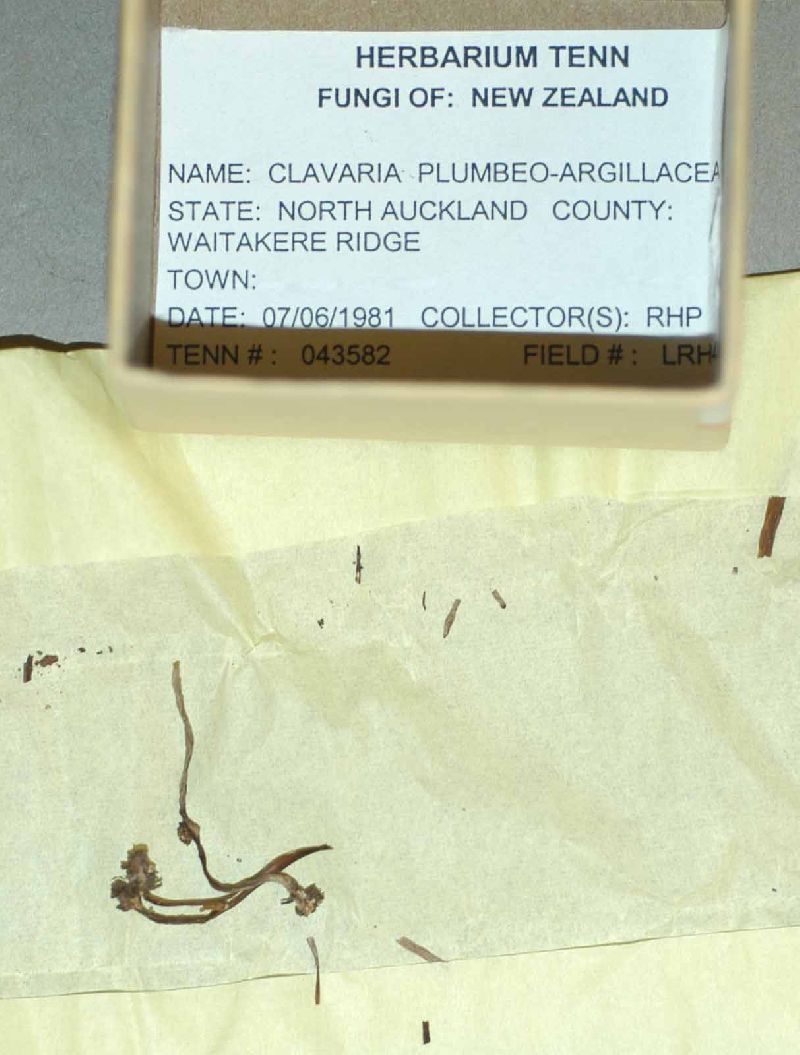 HERBARIUM TENN
FUNGI OF: NEW ZEALAND
NAME: CLAVARIA PLUMBEO-ARGILLACEA
STATE: NORTH AUCKLAND COUNTY:
WAITAKERE RIDGE
TOWN:
DATE: 07/06/1981 COLLECTOR(S): RHP
TENN # : 043582 FIELD # : LRH